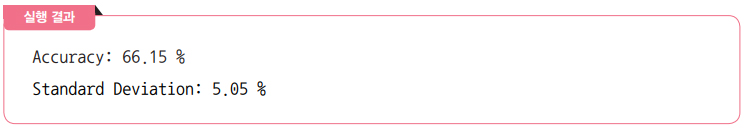 실행 결과
Accuracy: 66.15 %
Standard Deviation: 5.05 %